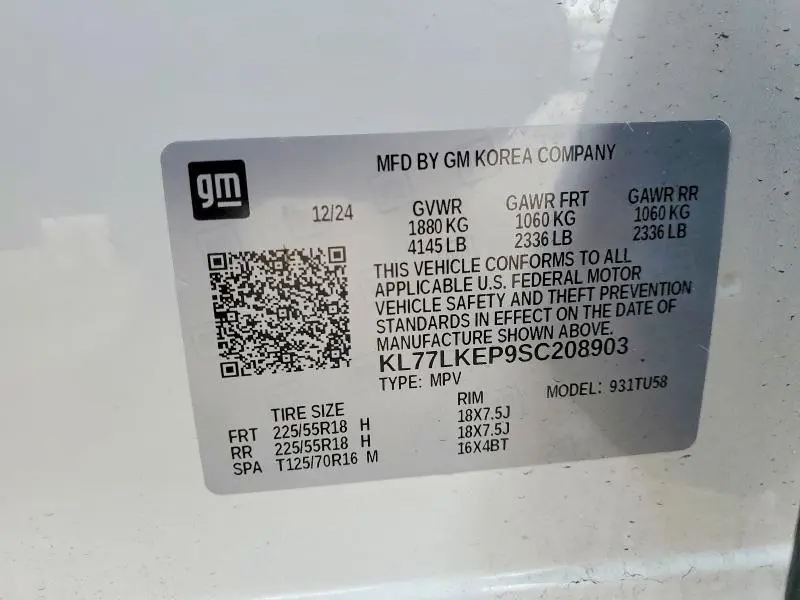 gm
MFD BY GM KOREA COMPANY
12/24
GVWR GAWR FRT GAWR RR
1880 KG 1060 KG 1060 KG
4145 LB 2336 LB 2336 LB
THIS VEHICLE CONFORMS TO ALL
APPLICABLE U.S. FEDERAL MOTOR
VEHICLE SAFETY AND THEFT PREVENTION
STANDARDS IN EFFECT ON THE DATE OF
MANUFACTURE SHOWN ABOVE.
KL77LKEP9SC208903
TYPE: MPV MODEL: 931TU58
TIRE SIZE RIM
FRT 225/55R18 H 18X7.5J
RR 225/55R18 H 18X7.5J
SPA T125/70R16 M 16X4BT